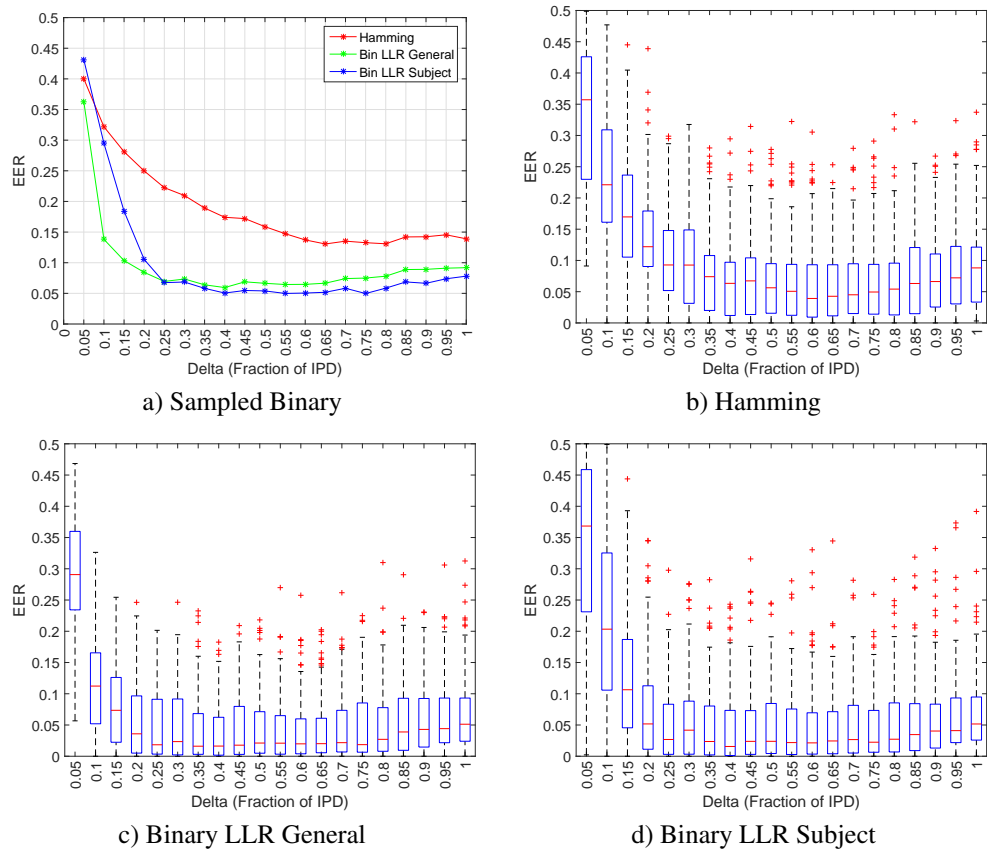 0.5
0.45
0.4
0.35
0.3
0.25
0.2
0.15
0.1
0.05
0
EER
Hamming
Bin LLR General
Bin LLR Subject
0 0.05 0.1 0.15 0.2 0.25 0.3 0.35 0.4 0.45 0.5 0.55 0.6 0.65 0.7 0.75 0.8 0.85 0.9 0.95 1
Delta (Fraction of IPD)
a) Sampled Binary
0.5
0.45
0.4
0.35
0.3
0.25
0.2
0.15
0.1
0.05
0
EER
0.05 0.1 0.15 0.2 0.25 0.3 0.35 0.4 0.45 0.5 0.55 0.6 0.65 0.7 0.75 0.8 0.85 0.9 0.95 1
Delta (Fraction of IPD)
b) Hamming
0.5
0.45
0.4
0.35
0.3
0.25
0.2
0.15
0.1
0.05
0
EER
0.05 0.1 0.15 0.2 0.25 0.3 0.35 0.4 0.45 0.5 0.55 0.6 0.65 0.7 0.75 0.8 0.85 0.9 0.95 1
Delta (Fraction of IPD)
c) Binary LLR General
0.5
0.45
0.4
0.35
0.3
0.25
0.2
0.15
0.1
0.05
0
EER
0.05 0.1 0.15 0.2 0.25 0.3 0.35 0.4 0.45 0.5 0.55 0.6 0.65 0.7 0.75 0.8 0.85 0.9 0.95 1
Delta (Fraction of IPD)
d) Binary LLR Subject